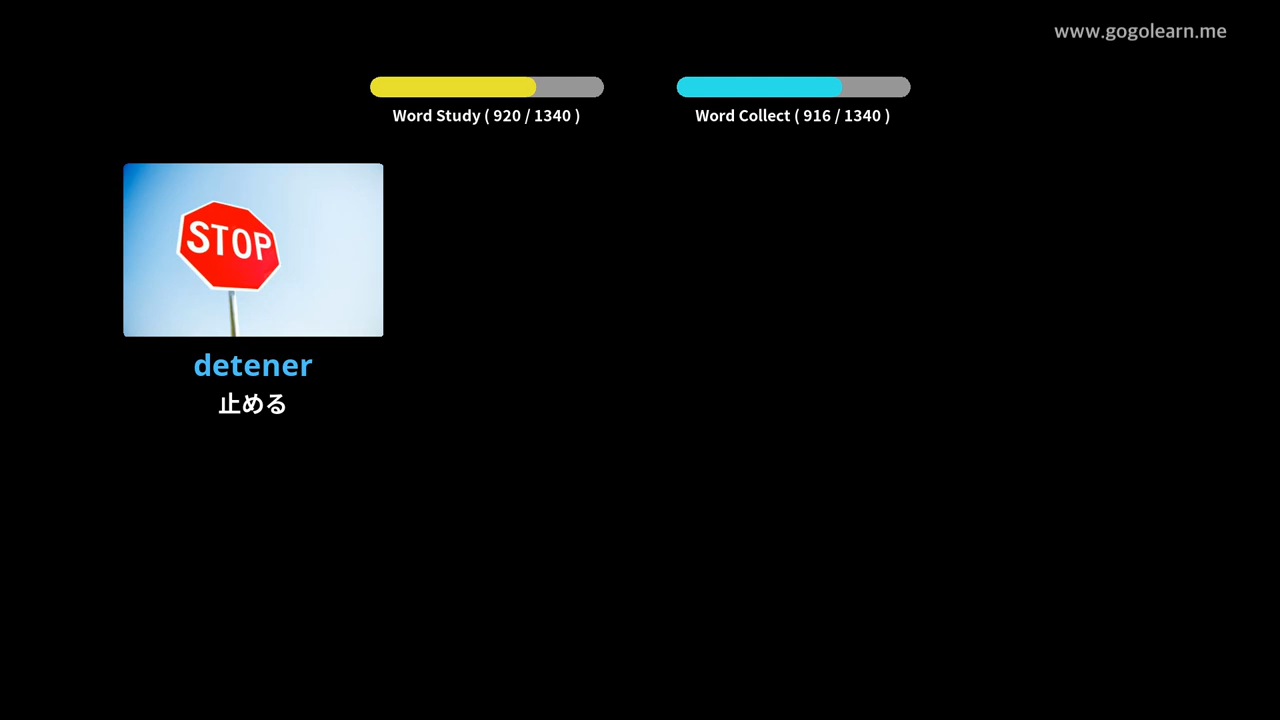 www.gogolearn.me
Word Study ( 920 / 1340 )
Word Collect ( 916 / 1340 )
STOP
detener
止める